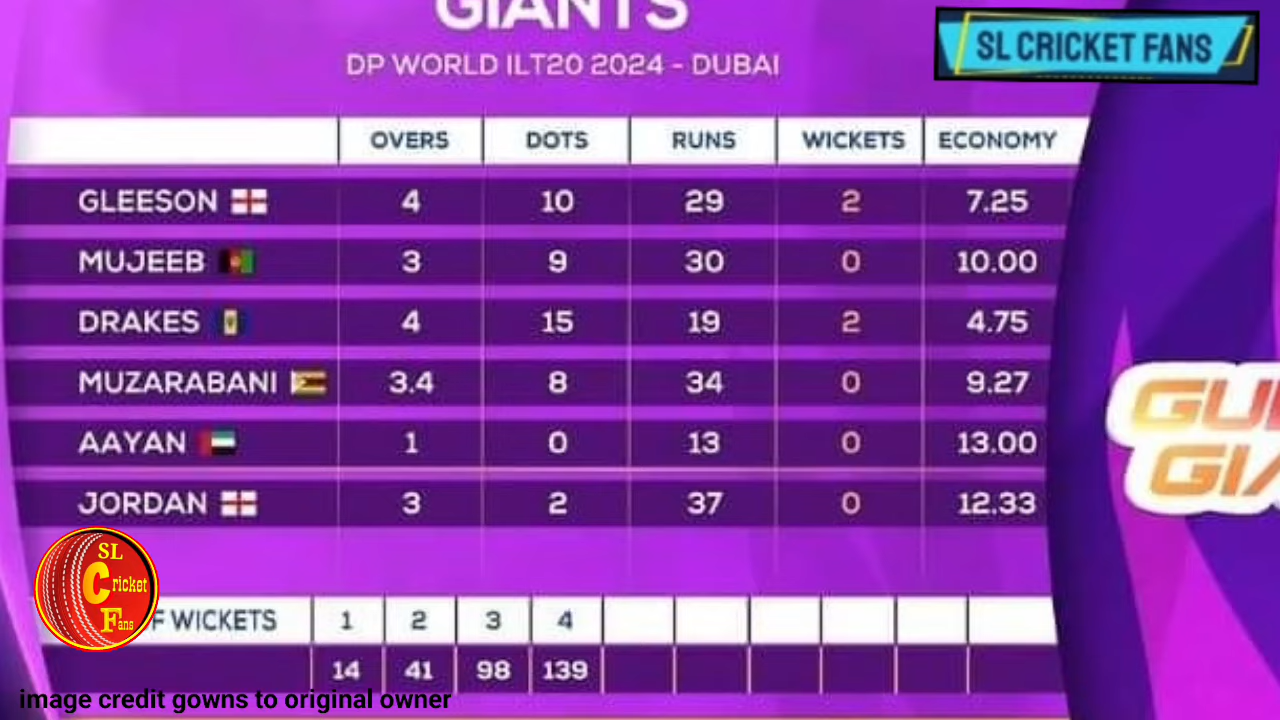 GIANTS
DP WORLD ILT20 2024 - DUBAI
SL CRICKET FANS
OVERS DOTS RUNS WICKETS ECONOMY
GLEESON 4 10 29 2 7.25
MUJEEB 3 9 30 0 10.00
DRAKES 4 15 19 2 4.75
MUZARABANI 3.4 8 34 0 9.27
AAYAN 1 0 13 0 13.00
JORDAN 3 2 37 0 12.33
SL
Cricket
Fans
F WICKETS 1 2 3 4
14 41 98 139
image credit gowns to original owner